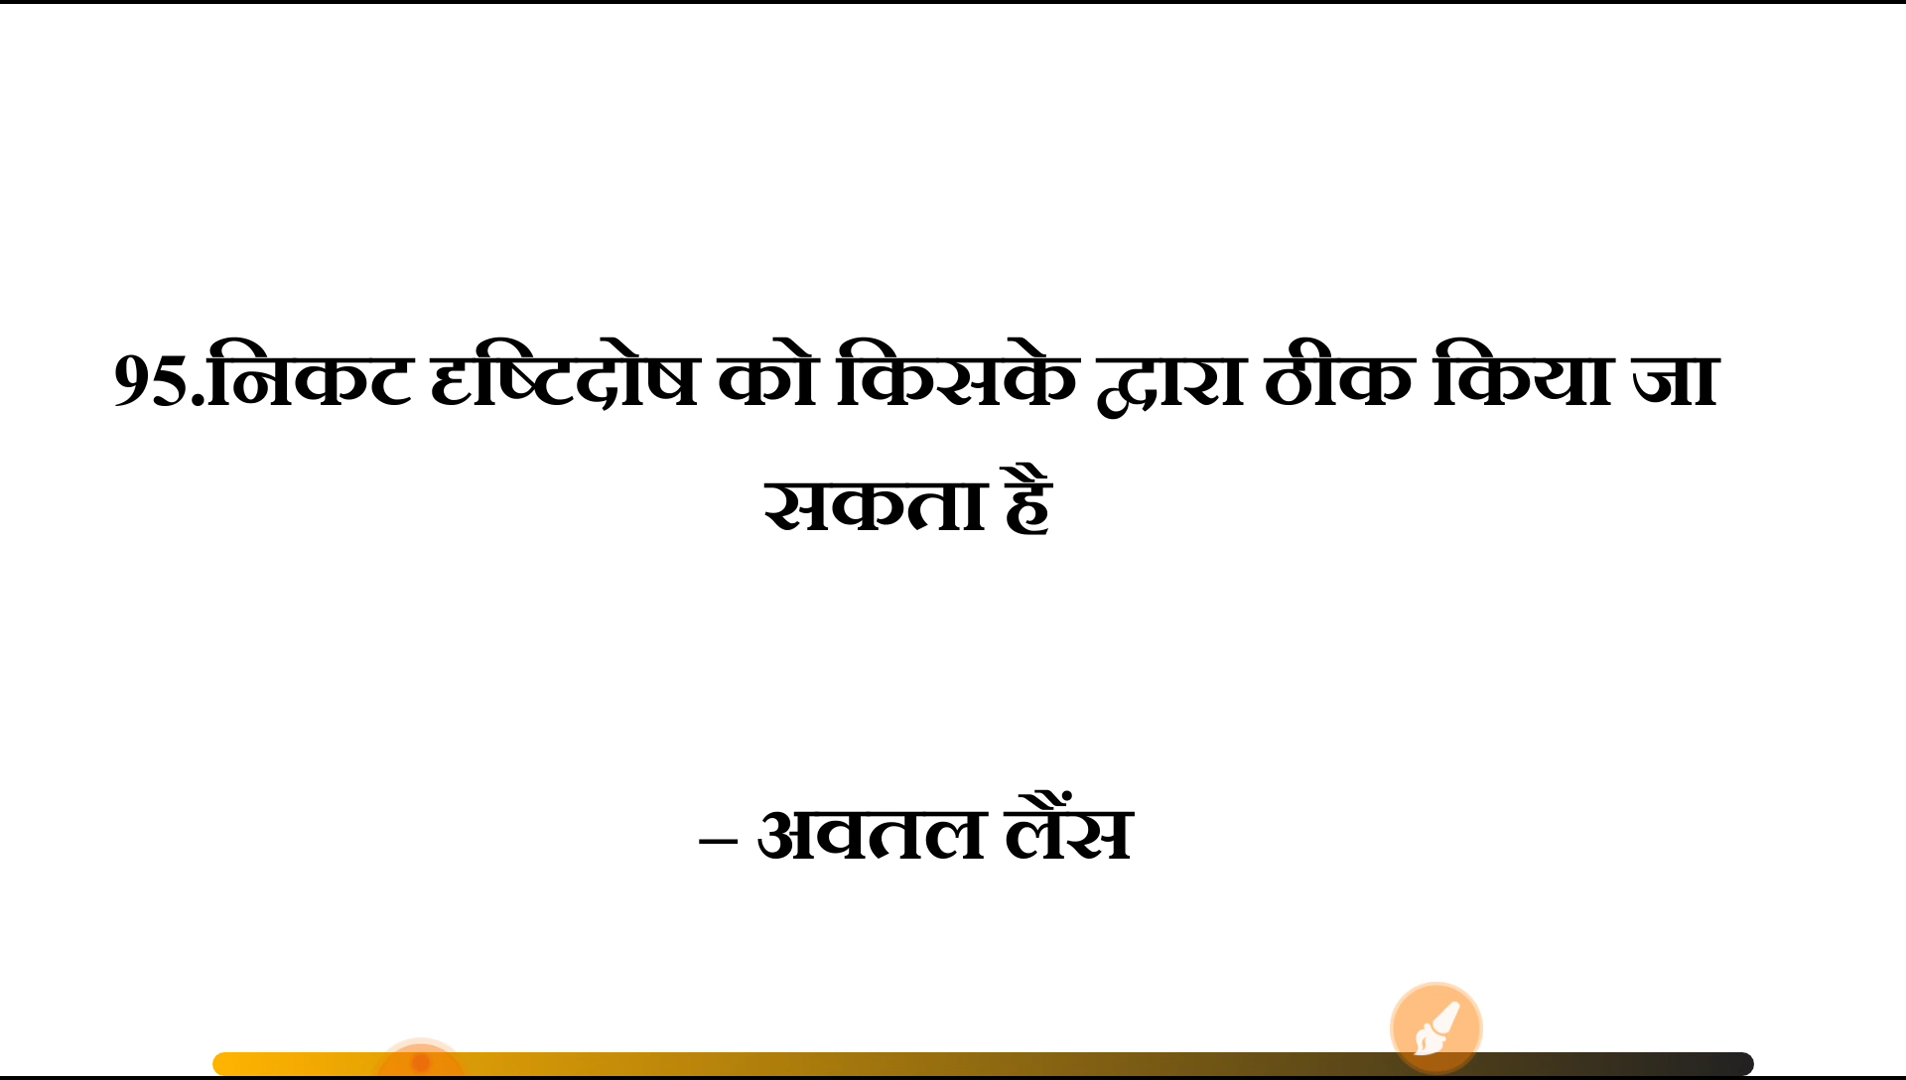 95.निकट दृष्टिदोष को किसके द्वारा ठीक किया जा
सकता है
– अवतल लैंस